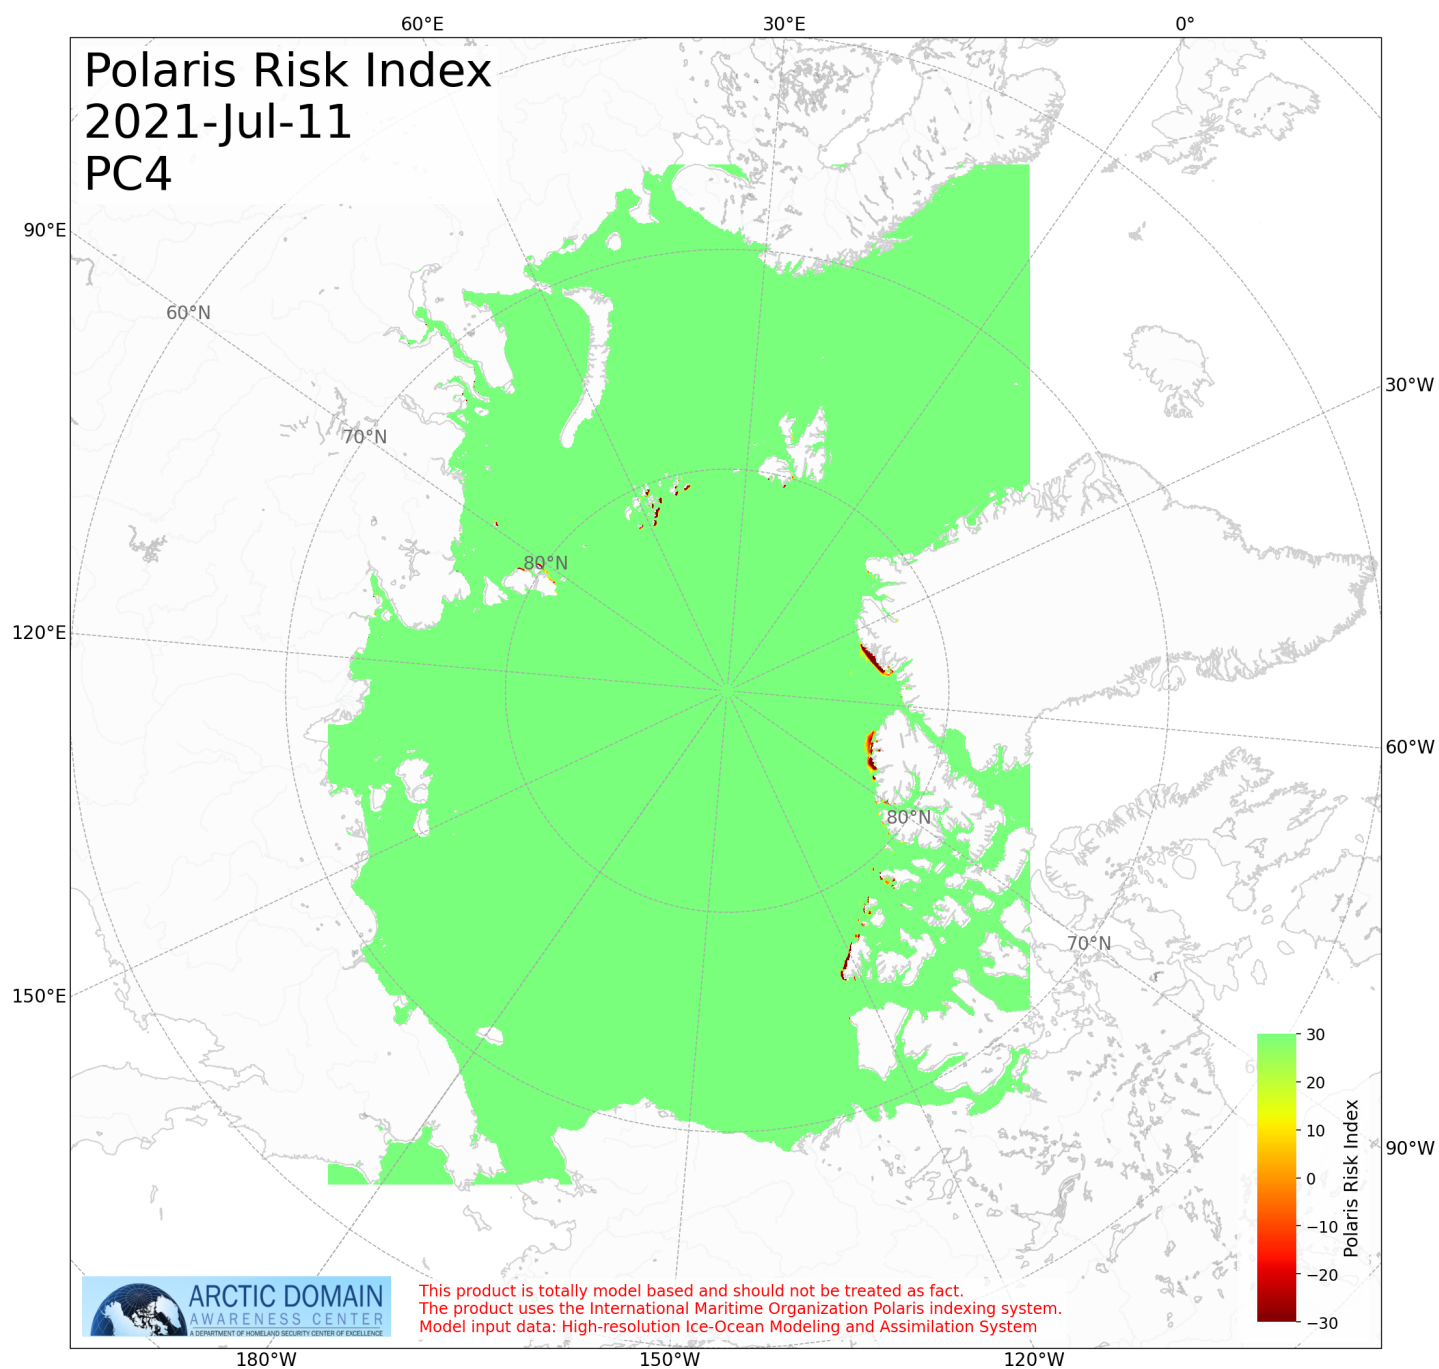 60°E 30°E 0°
Polaris Risk Index
2021-Jul-11
PC4
90°E
60°N
30°W
70°N
80°N
120°E
60°W
80°N
70°N
150°E
30
20
10
0
−10
−20
−30
Polaris Risk Index
90°W
ARCTIC DOMAIN
AWARENESS CENTER
A DEPARTMENT OF HOMELAND SECURITY CENTER OF EXCELLENCE
This product is totally model based and should not be treated as fact.
The product uses the International Maritime Organization Polaris indexing system.
Model input data: High-resolution Ice-Ocean Modeling and Assimilation System
180°W 150°W 120°W